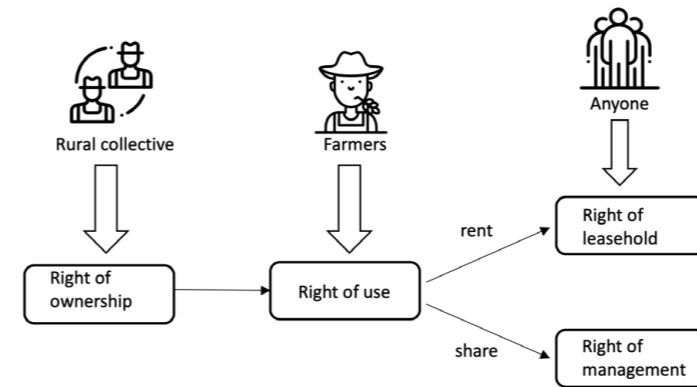 Rural collective
Farmers
Anyone
Right of
ownership
Right of use
rent
share
Right of
leasehold
Right of
management